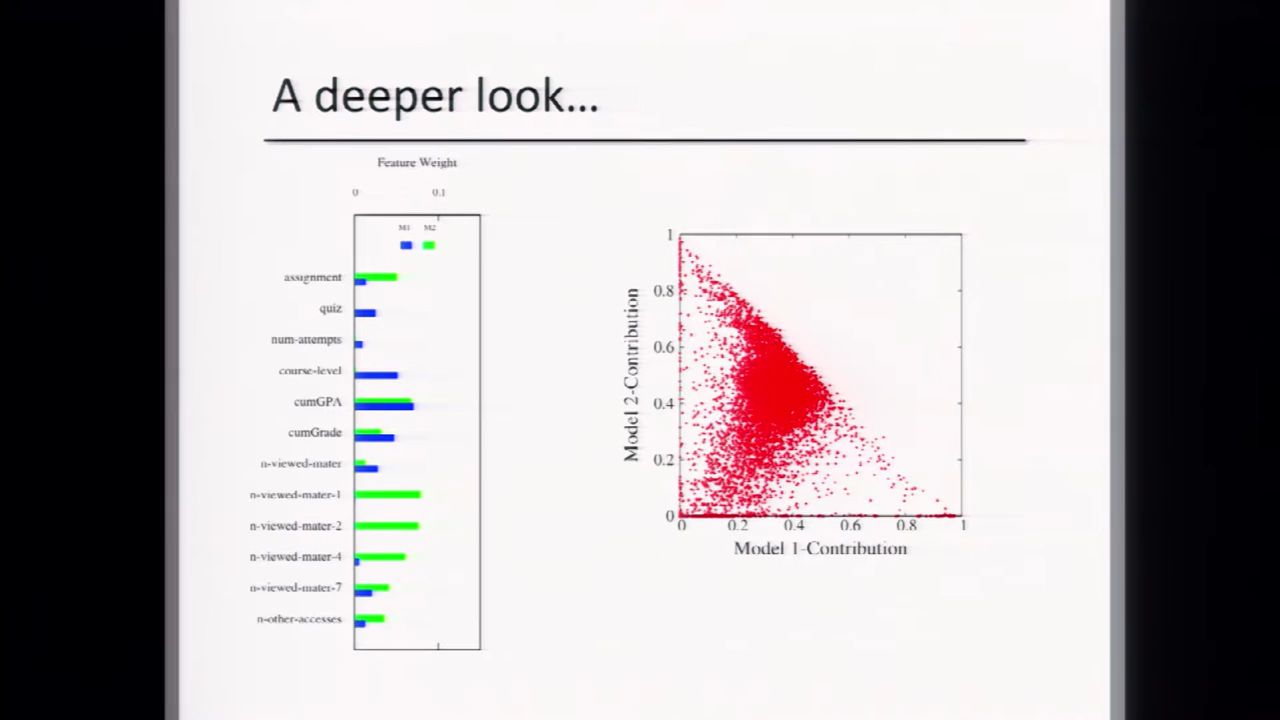 A deeper look...
Feature Weight
0 0.1
M1 M2
assignment
quiz
num-attempts
course-level
cumGPA
cumGrade
n-viewed-mater
n-viewed-mater-1
n-viewed-mater-2
n-viewed-mater-4
n-viewed-mater-7
n-other-accesses
Model 2-Contribution
1
0.8
0.6
0.4
0.2
0
0 0.2 0.4 0.6 0.8 1
Model 1-Contribution